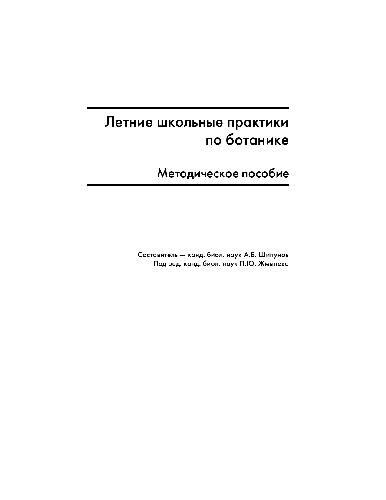 Летние школьные практики
по ботанике
Методическое пособие
Составитель — канд. биол. наук А.Б. Шипунов
Под ред. канд. биол. наук П.Ю. Жмылева